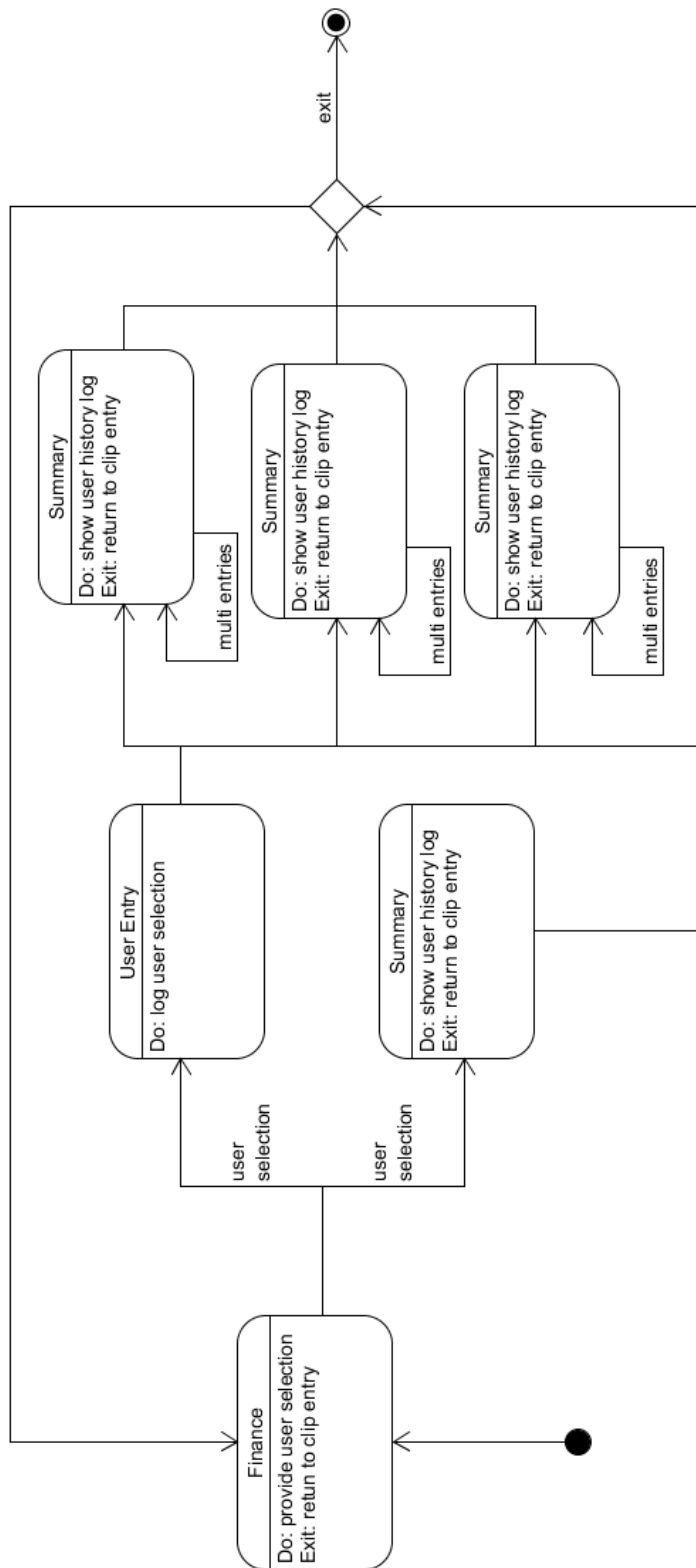 Finance
Do: provide user selection
Exit: retun to clip entry
user
selection
user
selection
User Entry
Do: log user selection
Summary
Do: show user history log
Exit: return to clip entry
Summary
Do: show user history log
Exit: return to clip entry
multi entries
Summary
Do: show user history log
Exit: return to clip entry
multi entries
Summary
Do: show user history log
Exit: return to clip entry
multi entries
exit